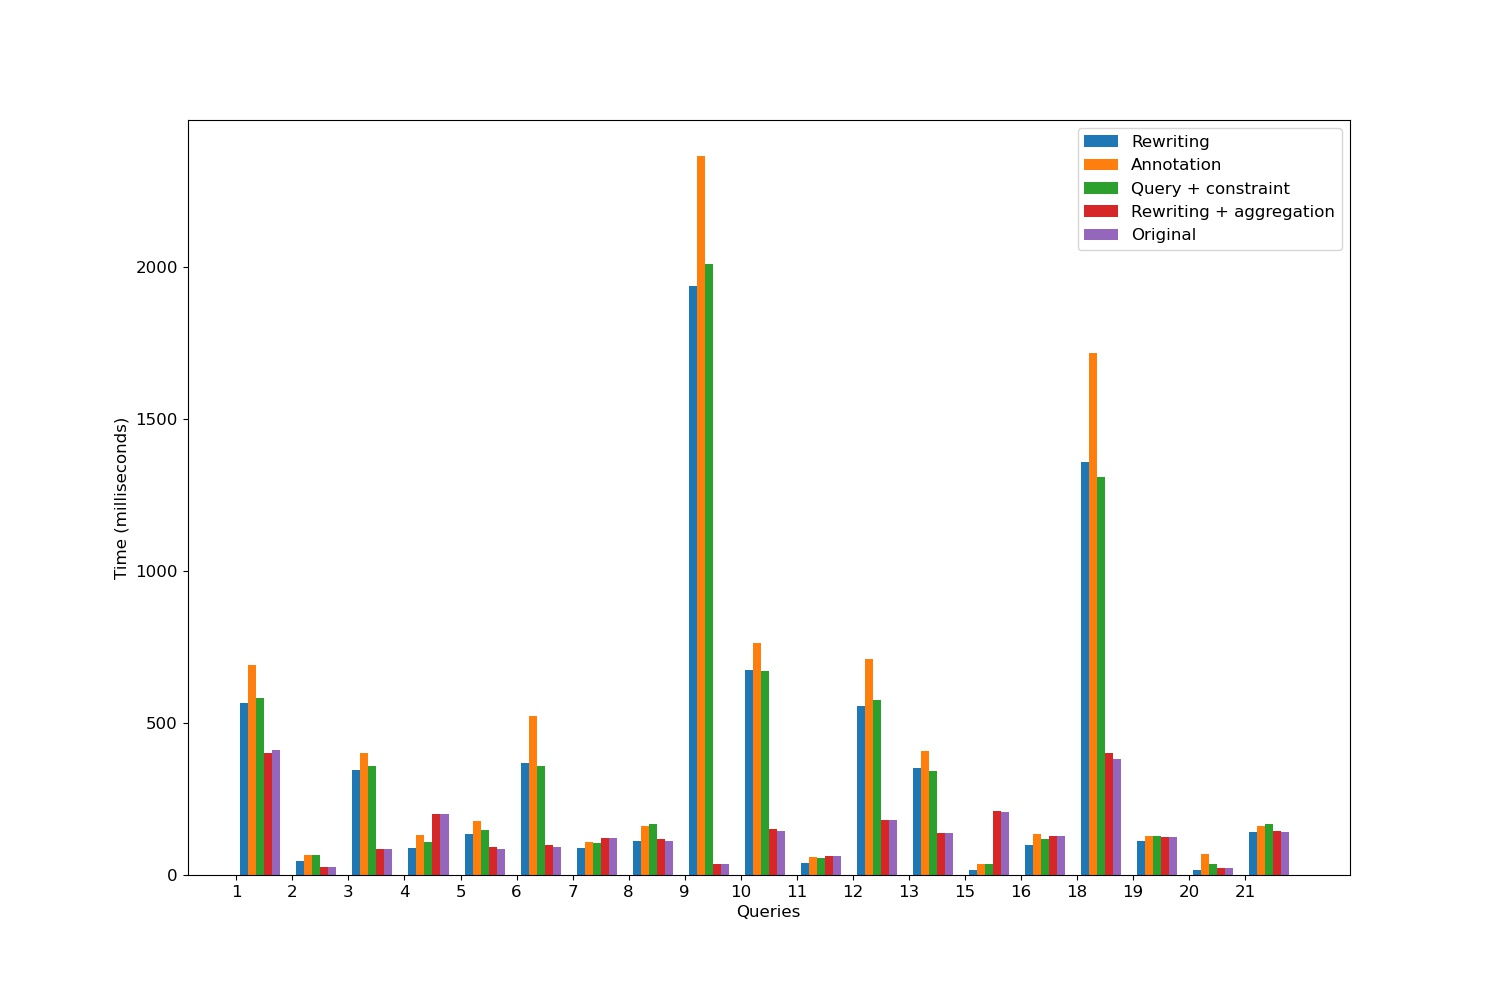 Rewriting
Annotation
Query + constraint
Rewriting + aggregation
Original
Time (milliseconds)
2000
1500
1000
500
0
1 2 3 4 5 6 7 8 9 10 11 12 13 15 16 18 19 20 21
Queries